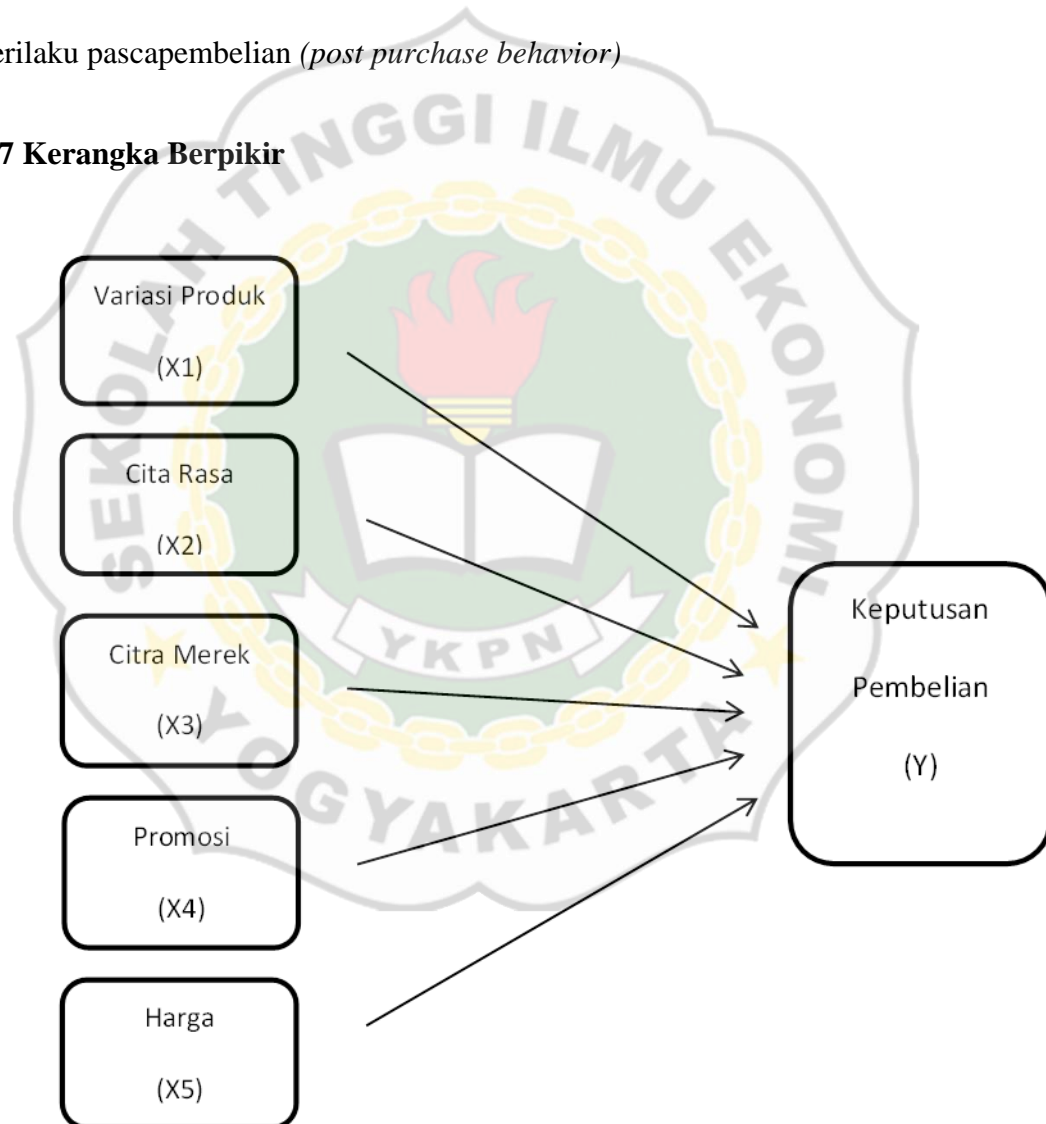 erilaku pascapembelian (post purchase behavior)
7 Kerangka Berpikir
SEKOLAH TINGGI ILMU EKONOMI
YKPN
YOGYAKARTA
Variasi Produk
(X1)
Cita Rasa
(X2)
Citra Merek
(X3)
Promosi
(X4)
Harga
(X5)
Keputusan
Pembelian
(Y)